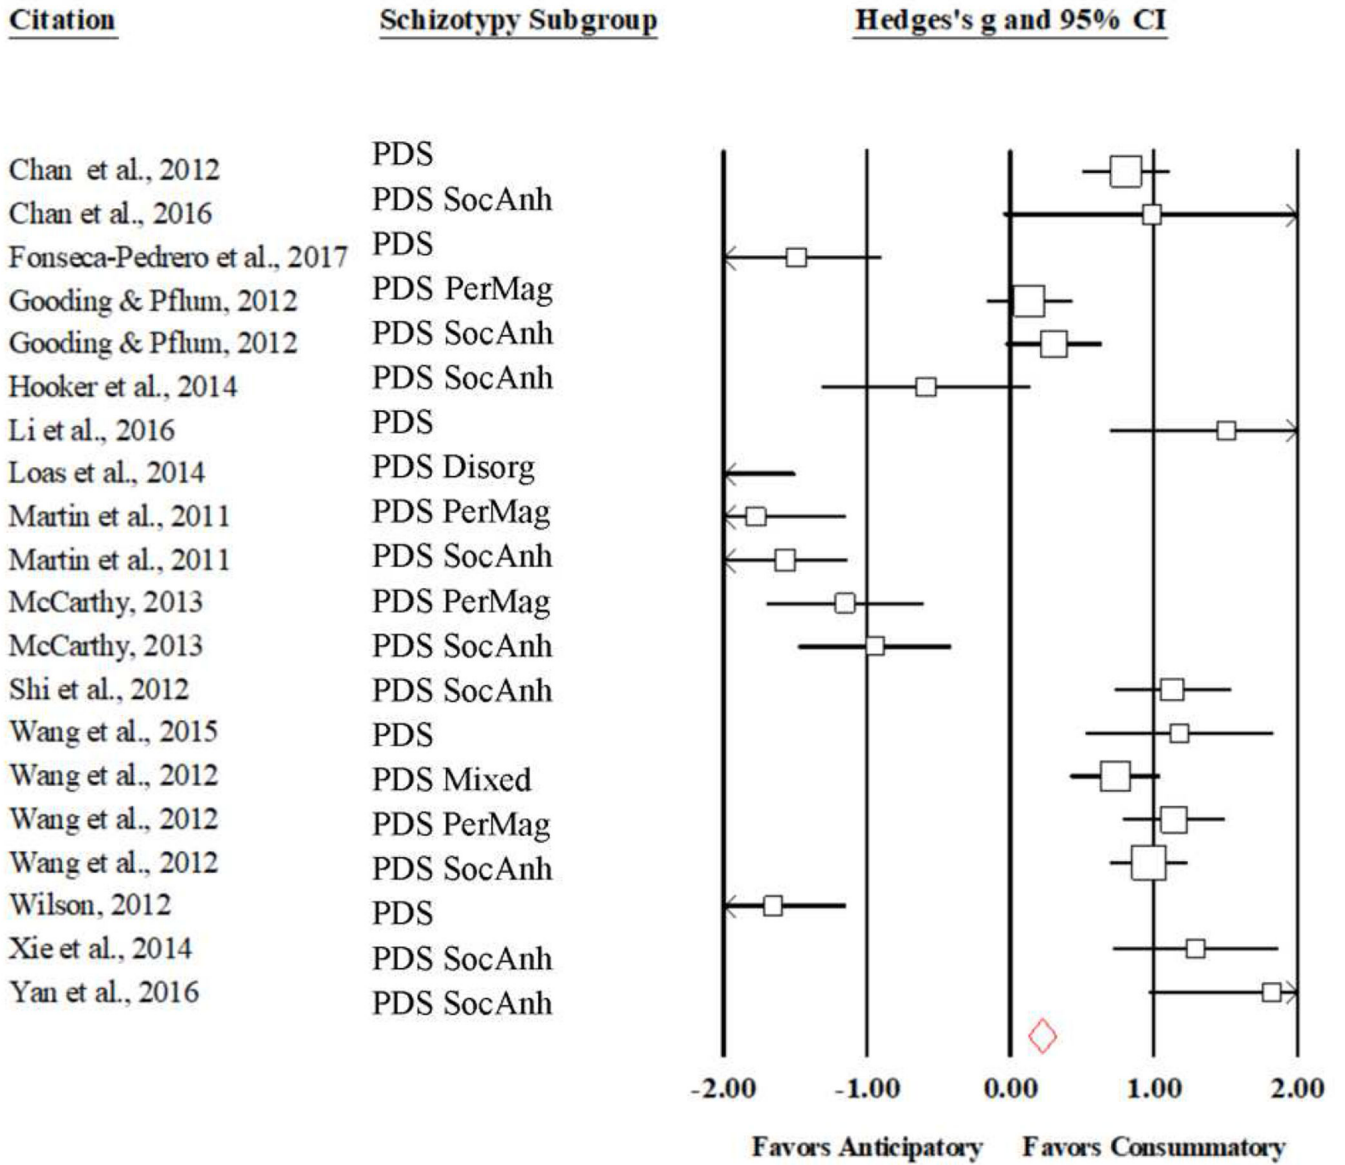 Citation Schizotypy Subgroup Hedges's g and 95% CI
Chan et al., 2012 PDS
Chan et al., 2016 PDS SocAnh
Fonseca-Pedrero et al., 2017 PDS
Gooding & Pflum, 2012 PDS PerMag
Gooding & Pflum, 2012 PDS SocAnh
Hooker et al., 2014 PDS SocAnh
Li et al., 2016 PDS
Loas et al., 2014 PDS Disorg
Martin et al., 2011 PDS PerMag
Martin et al., 2011 PDS SocAnh
McCarthy, 2013 PDS PerMag
McCarthy, 2013 PDS SocAnh
Shi et al., 2012 PDS SocAnh
Wang et al., 2015 PDS
Wang et al., 2012 PDS Mixed
Wang et al., 2012 PDS PerMag
Wang et al., 2012 PDS SocAnh
Wilson, 2012 PDS
Xie et al., 2014 PDS SocAnh
Yan et al., 2016 PDS SocAnh
-2.00 -1.00 0.00 1.00 2.00
Favors Anticipatory Favors Consummatory